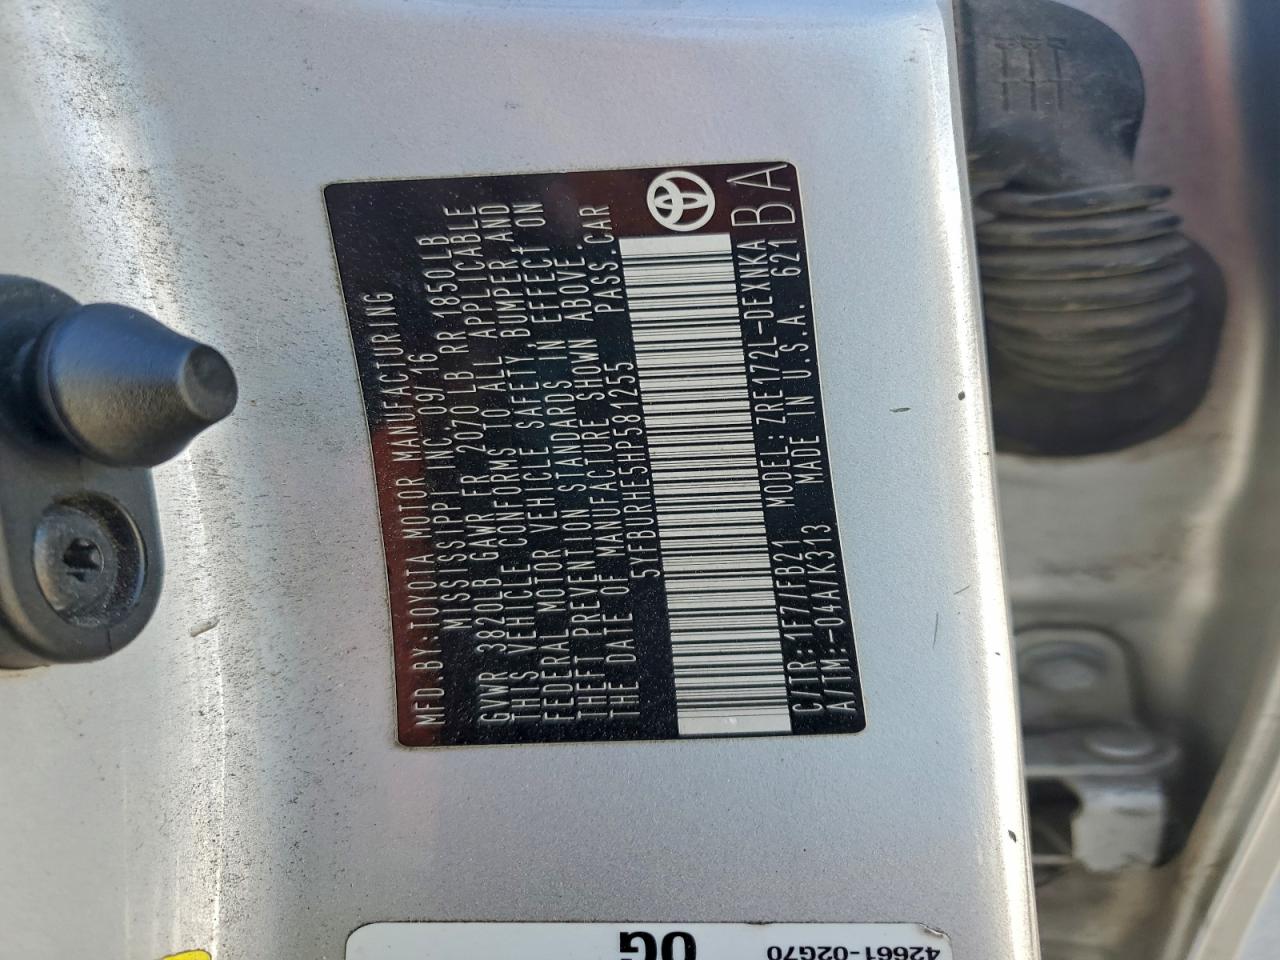 MFD BY:TOYOTA MOTOR MANUFACTURING
MISSISSIPPI INC. 09/16
GVWR 3820LB GAWR FR 2070 LB RR 1850LB
THIS VEHICLE CONFORMS TO ALL APPLICABLE
FEDERAL MOTOR VEHICLE SAFETY,BUMPER,AND
THEFT PREVENTION STANDARDS IN EFFECT ON
THE DATE OF MANUFACTURE SHOWN ABOVE.
5YFBURHE5HP581255 PASS.CAR
C/TR: 1F7/FB21 MODEL: ZRE172L-DEXNKA
A/TM:-04A/K313 MADE IN U.S.A. 621
BA
0G
42661-02G70